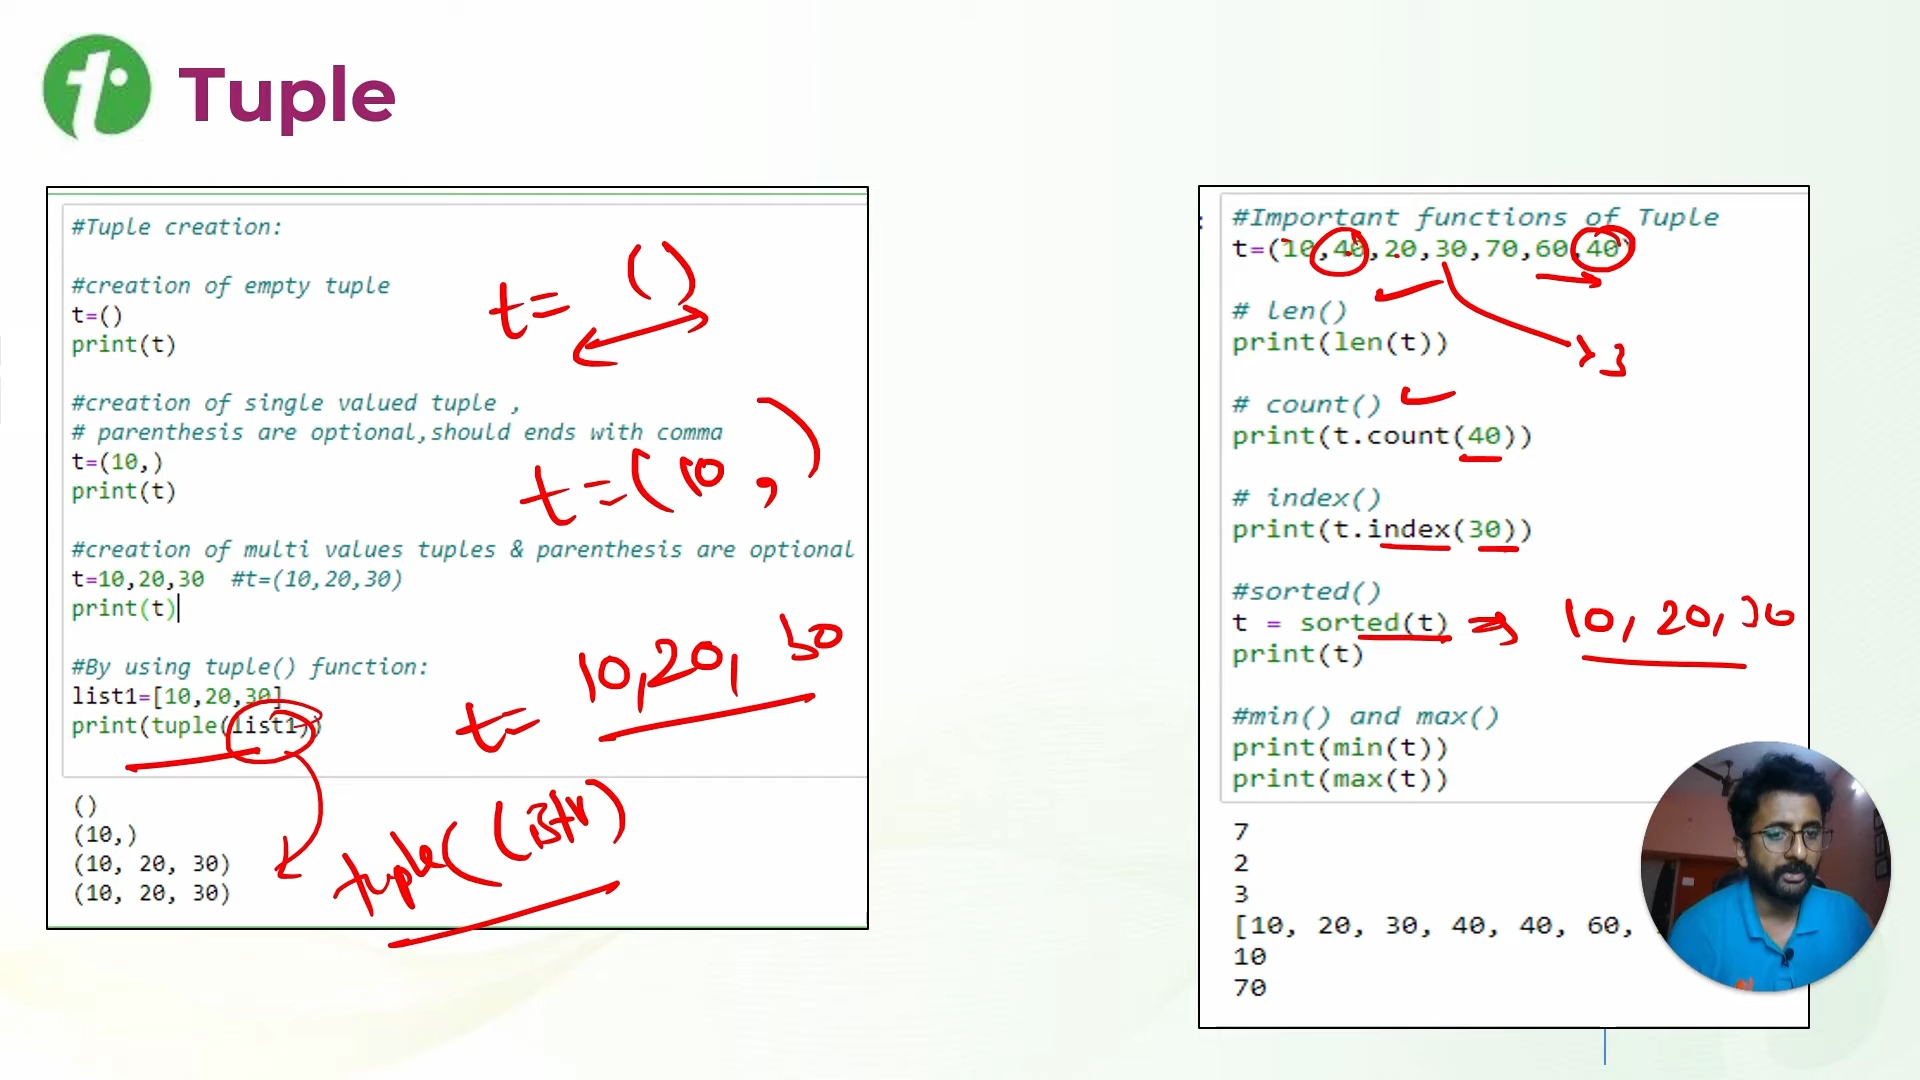 Tuple
#Tuple creation:
#creation of empty tuple
t=()
print(t)
t= ()
#creation of single valued tuple ,
# parenthesis are optional,should ends with comma
t=(10,)
print(t)
t=(10,)
#creation of multi values tuples & parenthesis are optional
t=10,20,30 #t=(10,20,30)
print(t)
#By using tuple() function:
list1=[10,20,30]
print(tuple(list1))
t= 10,20, 30
()
(10,)
(10, 20, 30)
(10, 20, 30)
tuple(
#Important functions of Tuple
t=(10,40,20,30,70,60,40)
# len()
print(len(t))
3
# count()
print(t.count(40))
# index()
print(t.index(30))
#sorted()
t = sorted(t) ⇒ 10, 20, 30
print(t)
#min() and max()
print(min(t))
print(max(t))
7
2
3
[10, 20, 30, 40, 40, 60,
10
70